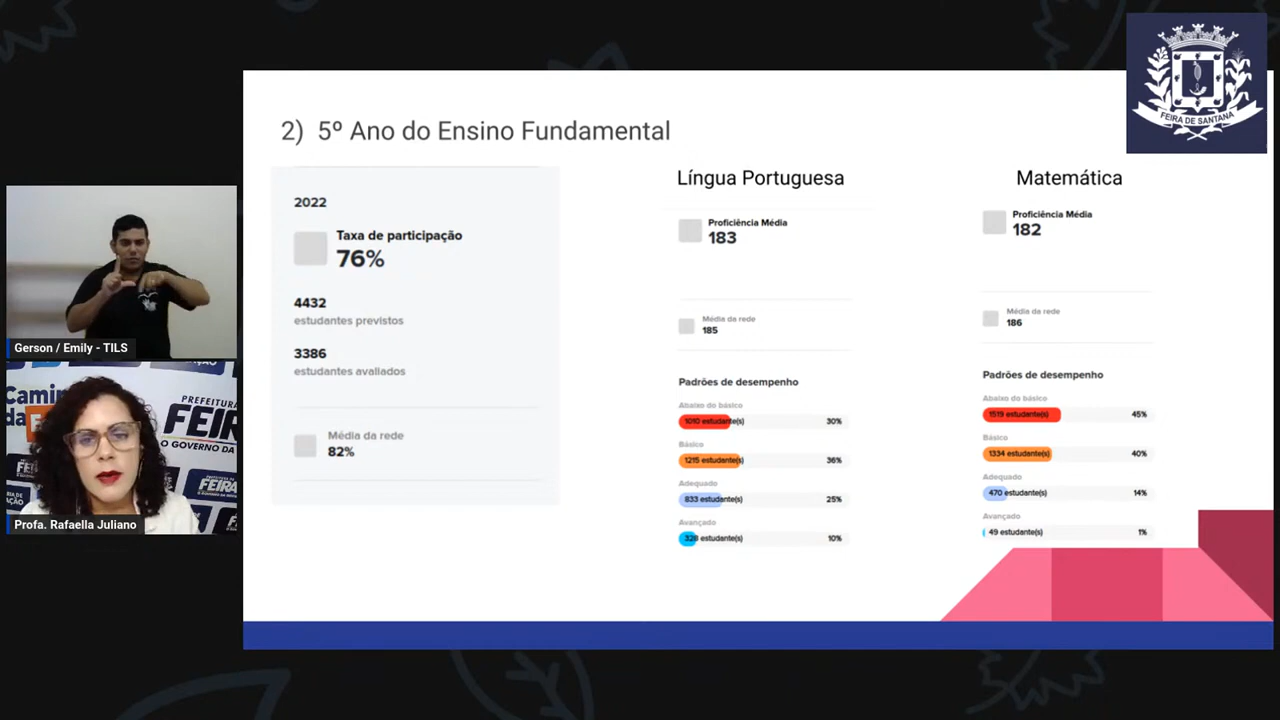 FEIRA DE SANTANA
2) 5º Ano do Ensino Fundamental
2022
Taxa de participação
76%
4432
estudantes previstos
3386
estudantes avaliados
Média da rede
82%
Língua Portuguesa
Proficiência Média
183
Média da rede
185
Padrões de desempenho
Abaixo do básico
1010 estudante(s) 30%
Básico
1215 estudante(s) 36%
Adequado
833 estudante(s) 25%
Avançado
328 estudante(s) 10%
Matemática
Proficiência Média
182
Média da rede
186
Padrões de desempenho
Abaixo do básico
1519 estudante(s) 45%
Básico
1334 estudante(s) 40%
Adequado
470 estudante(s) 14%
Avançado
49 estudante(s) 1%
Gerson / Emily - TILS
PREFEITURA
FEIRA
O GOVERNO DA
Profa. Rafaella Juliano